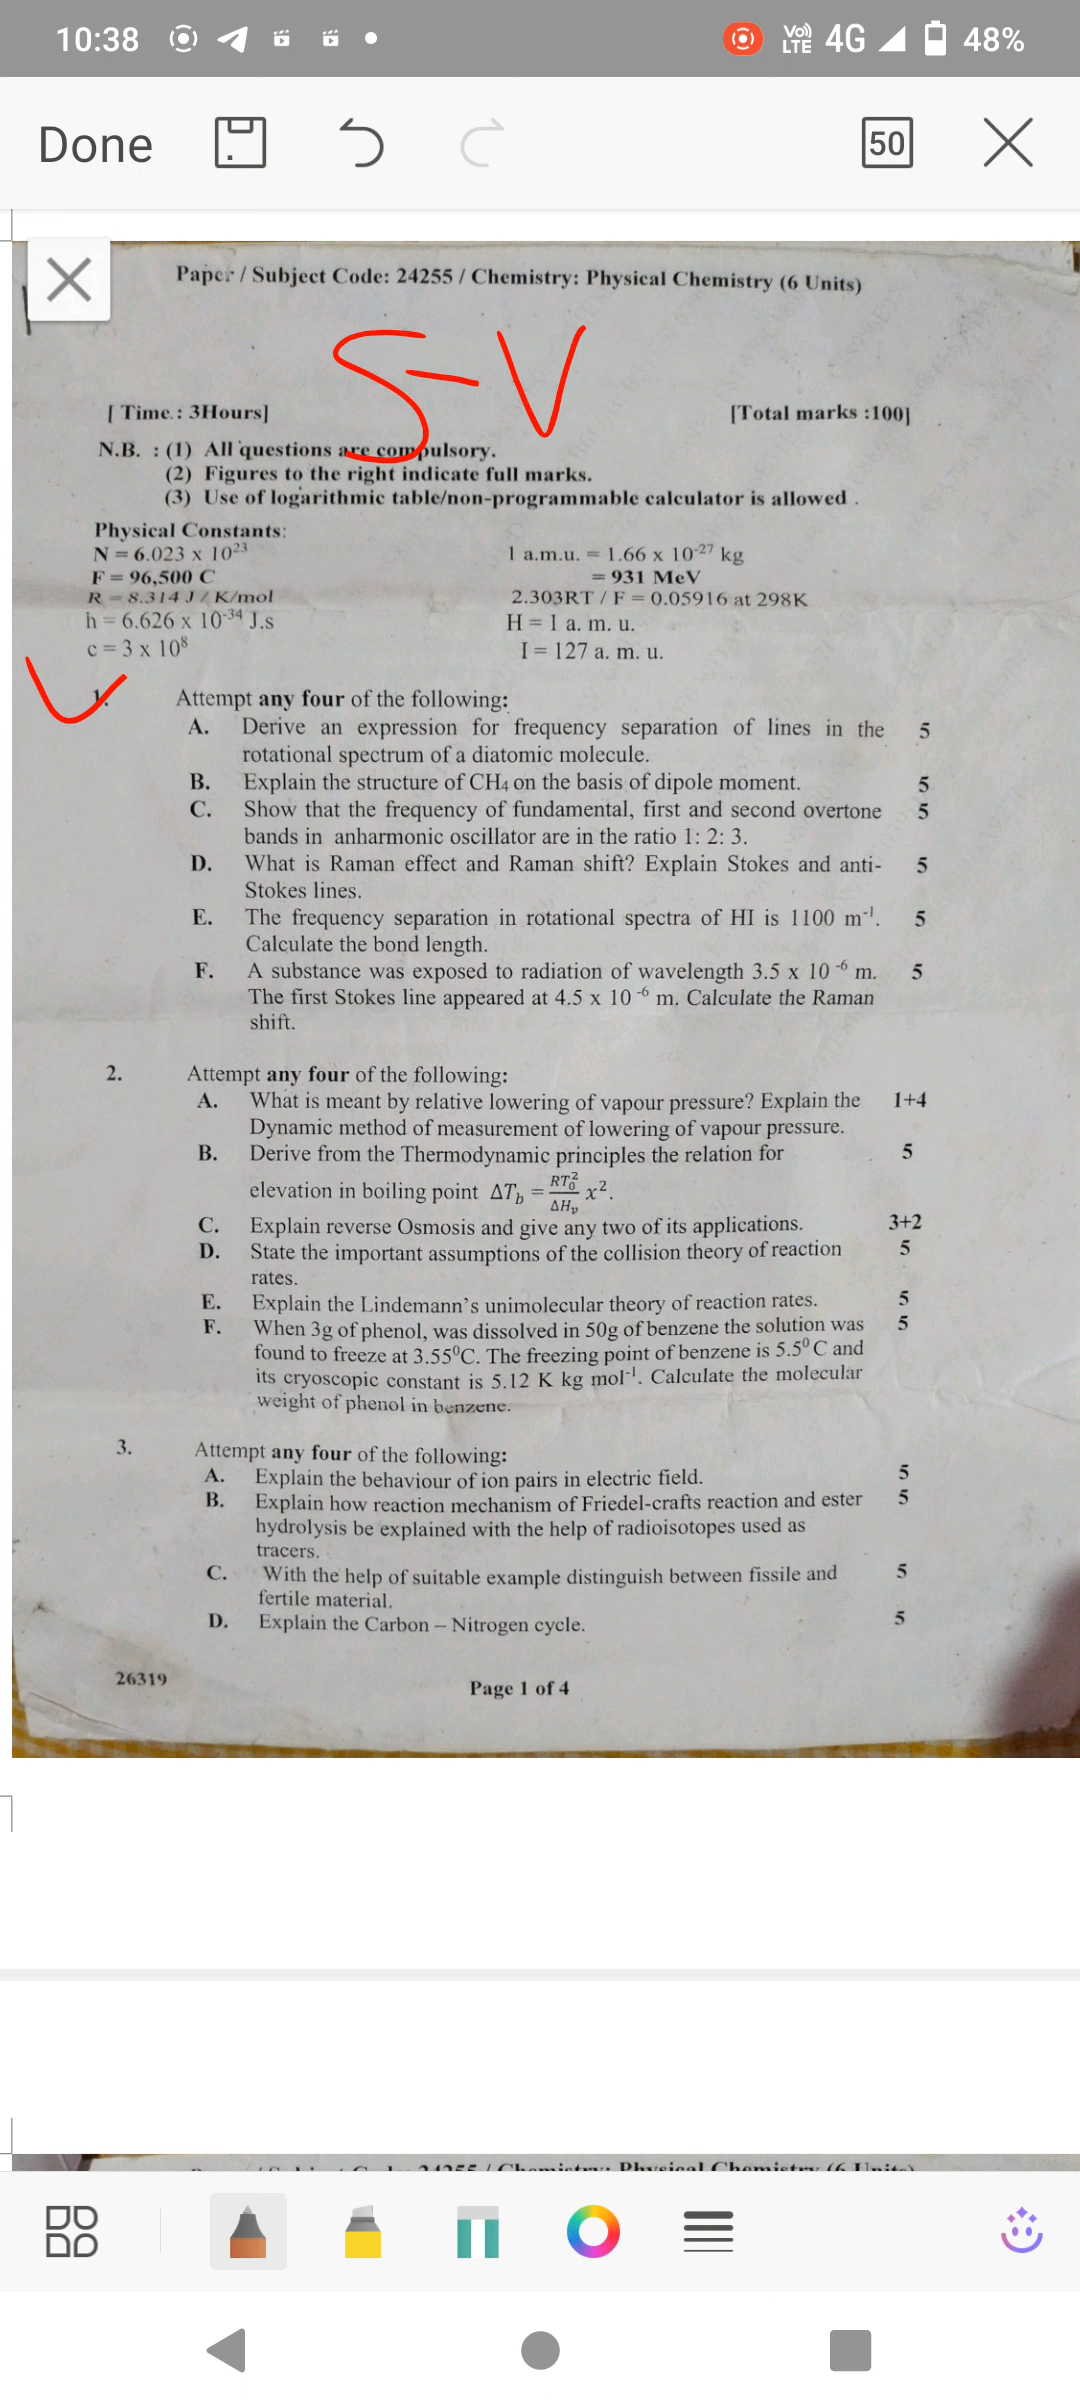 10:38
Vo)) LTE 4G 48%
Done
50
Paper / Subject Code: 24255 / Chemistry: Physical Chemistry (6 Units)
S-V
[ Time.: 3Hours]
[Total marks :100]
N.B. : (1) All questions are compulsory.
(2) Figures to the right indicate full marks.
(3) Use of logarithmic table/non-programmable calculator is allowed .
Physical Constants:
N = 6.023 x 10²³
1 a.m.u. = 1.66 x 10⁻²⁷ kg
F = 96,500 C
= 931 MeV
R = 8.314 J / K/mol
2.303RT / F = 0.05916 at 298K
h = 6.626 x 10⁻³⁴ J.s
H = 1 a. m. u.
c = 3 x 10⁸
I = 127 a. m. u.
1. Attempt any four of the following:
A. Derive an expression for frequency separation of lines in the 5
rotational spectrum of a diatomic molecule.
B. Explain the structure of CH₄ on the basis of dipole moment. 5
C. Show that the frequency of fundamental, first and second overtone 5
bands in anharmonic oscillator are in the ratio 1: 2: 3.
D. What is Raman effect and Raman shift? Explain Stokes and anti- 5
Stokes lines.
E. The frequency separation in rotational spectra of HI is 1100 m⁻¹. 5
Calculate the bond length.
F. A substance was exposed to radiation of wavelength 3.5 x 10 ⁻⁶ m. 5
The first Stokes line appeared at 4.5 x 10 ⁻⁶ m. Calculate the Raman
shift.
2. Attempt any four of the following:
A. What is meant by relative lowering of vapour pressure? Explain the 1+4
Dynamic method of measurement of lowering of vapour pressure.
B. Derive from the Thermodynamic principles the relation for 5
elevation in boiling point ΔT_b = RT₀²/ΔH_v x².
C. Explain reverse Osmosis and give any two of its applications. 3+2
D. State the important assumptions of the collision theory of reaction 5
rates.
E. Explain the Lindemann's unimolecular theory of reaction rates. 5
F. When 3g of phenol, was dissolved in 50g of benzene the solution was 5
found to freeze at 3.55⁰C. The freezing point of benzene is 5.5⁰ C and
its cryoscopic constant is 5.12 K kg mol⁻¹. Calculate the molecular
weight of phenol in benzene.
3. Attempt any four of the following:
A. Explain the behaviour of ion pairs in electric field. 5
B. Explain how reaction mechanism of Friedel-crafts reaction and ester 5
hydrolysis be explained with the help of radioisotopes used as
tracers.
C. With the help of suitable example distinguish between fissile and 5
fertile material.
D. Explain the Carbon – Nitrogen cycle. 5
26319
Page 1 of 4
24255 / Chemistry: Physical Chemistry (6 Units)